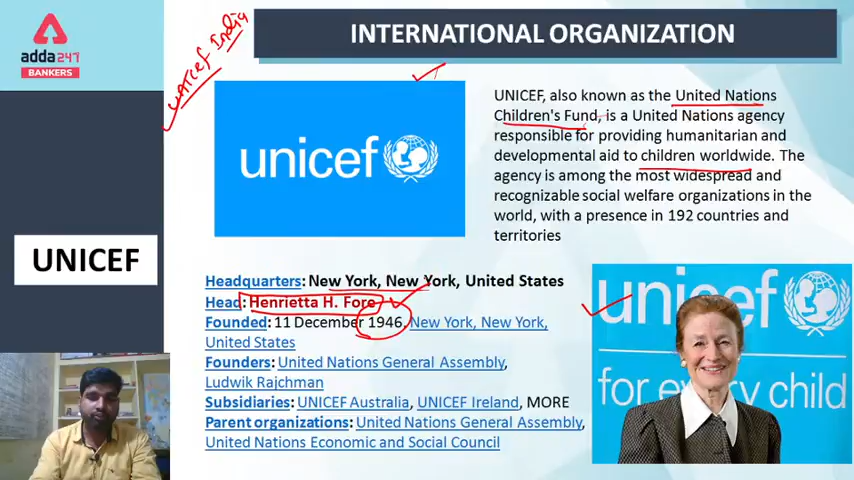 adda247
BANKERS
unicef India
INTERNATIONAL ORGANIZATION
unicef
UNICEF, also known as the United Nations
Children's Fund, is a United Nations agency
responsible for providing humanitarian and
developmental aid to children worldwide. The
agency is among the most widespread and
recognizable social welfare organizations in the
world, with a presence in 192 countries and
territories
UNICEF
Headquarters: New York, New York, United States
Head: Henrietta H. Fore
Founded: 11 December 1946, New York, New York,
United States
Founders: United Nations General Assembly,
Ludwik Rajchman
Subsidiaries: UNICEF Australia, UNICEF Ireland, MORE
Parent organizations: United Nations General Assembly,
United Nations Economic and Social Council
unicef
for every child